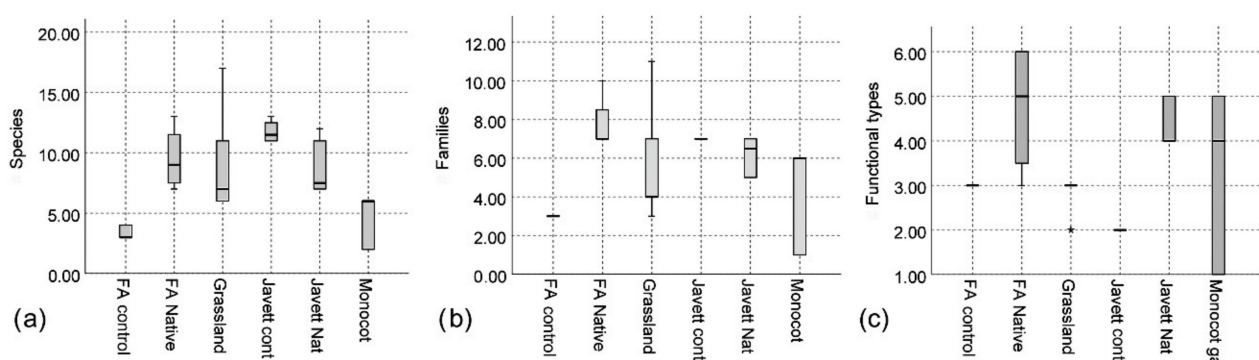 20.00
15.00
10.00
5.00
0.00
Species
FA control
FA Native
Grassland
Javett cont
Javett Nat
Monocot
(a)
12.00
10.00
8.00
6.00
4.00
2.00
0.00
Families
FA control
FA Native
Grassland
Javett cont
Javett Nat
Monocot
(b)
6.00
5.00
4.00
3.00
2.00
1.00
Functional types
FA control
FA Native
Grassland
Javett cont
Javett Nat
Monocot ga
(c)